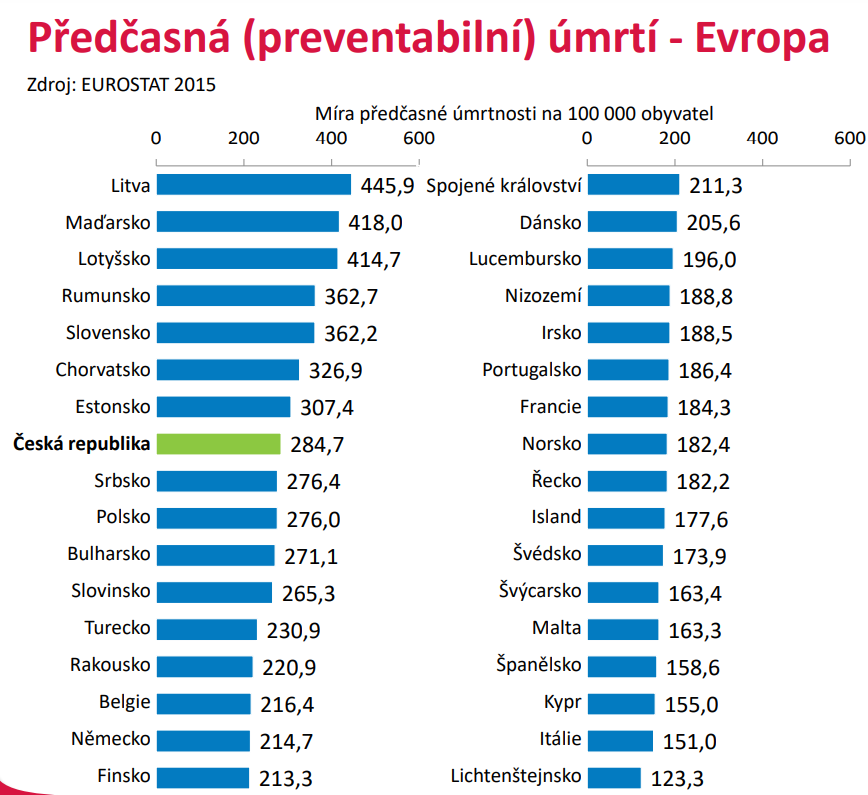 Předčasná (preventabilní) úmrtí - Evropa
Zdroj: EUROSTAT 2015
Míra předčasné úmrtnosti na 100 000 obyvatel
0 200 400 600
Litva 445,9
Maďarsko 418,0
Lotyšsko 414,7
Rumunsko 362,7
Slovensko 362,2
Chorvatsko 326,9
Estonsko 307,4
Česká republika 284,7
Srbsko 276,4
Polsko 276,0
Bulharsko 271,1
Slovinsko 265,3
Turecko 230,9
Rakousko 220,9
Belgie 216,4
Německo 214,7
Finsko 213,3
0 200 400 600
Spojené království 211,3
Dánsko 205,6
Lucembursko 196,0
Nizozemí 188,8
Irsko 188,5
Portugalsko 186,4
Francie 184,3
Norsko 182,4
Řecko 182,2
Island 177,6
Švédsko 173,9
Švýcarsko 163,4
Malta 163,3
Španělsko 158,6
Kypr 155,0
Itálie 151,0
Lichtenštejnsko 123,3